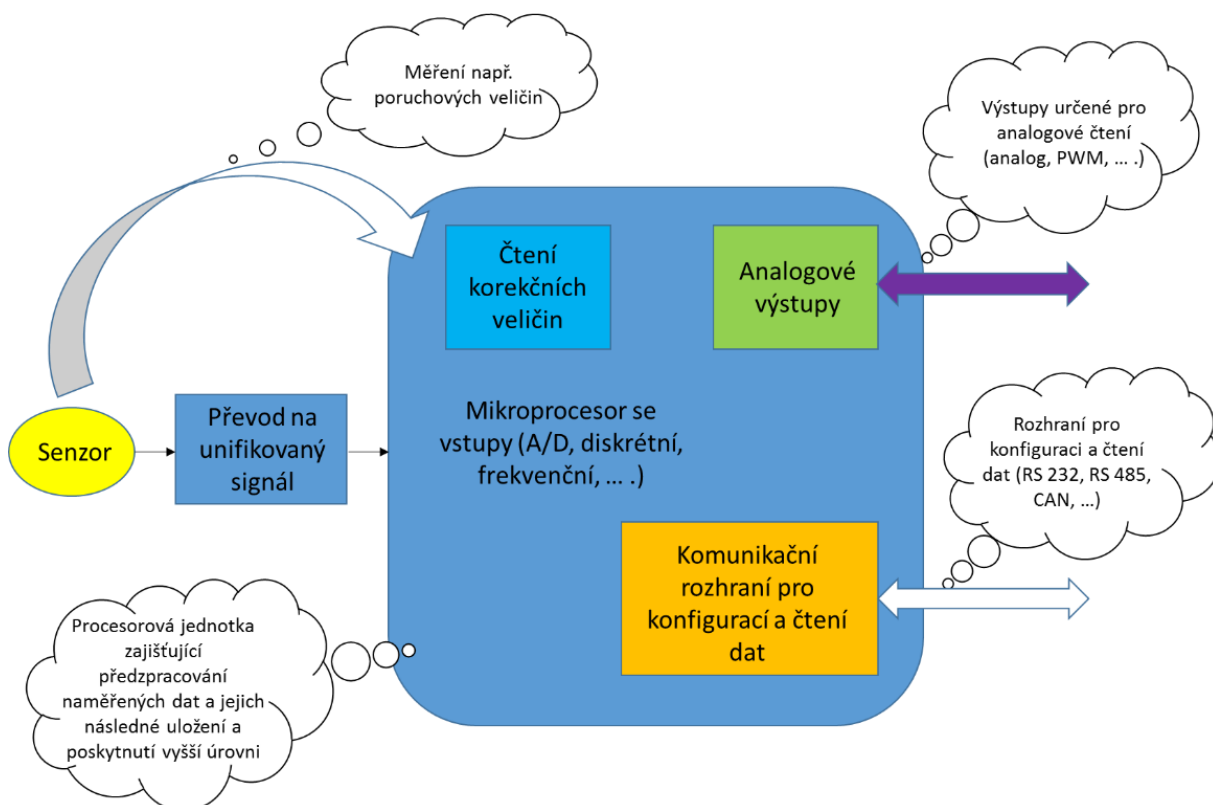 Měření např.
poruchových veličin
Výstupy určené pro
analogové čtení
(analog, PWM, … .)
Čtení
korekčních
veličin
Analogové
výstupy
Senzor
Převod na
unifikovaný
signál
Mikroprocesor se
vstupy (A/D, diskrétní,
frekvenční, … .)
Rozhraní pro
konfiguraci a čtení
dat (RS 232, RS 485,
CAN, …)
Komunikační
rozhraní pro
konfigurací a čtení
dat
Procesorová jednotka
zajišťující
předzpracování
naměřených dat a jejich
následné uložení a
poskytnutí vyšší úrovni